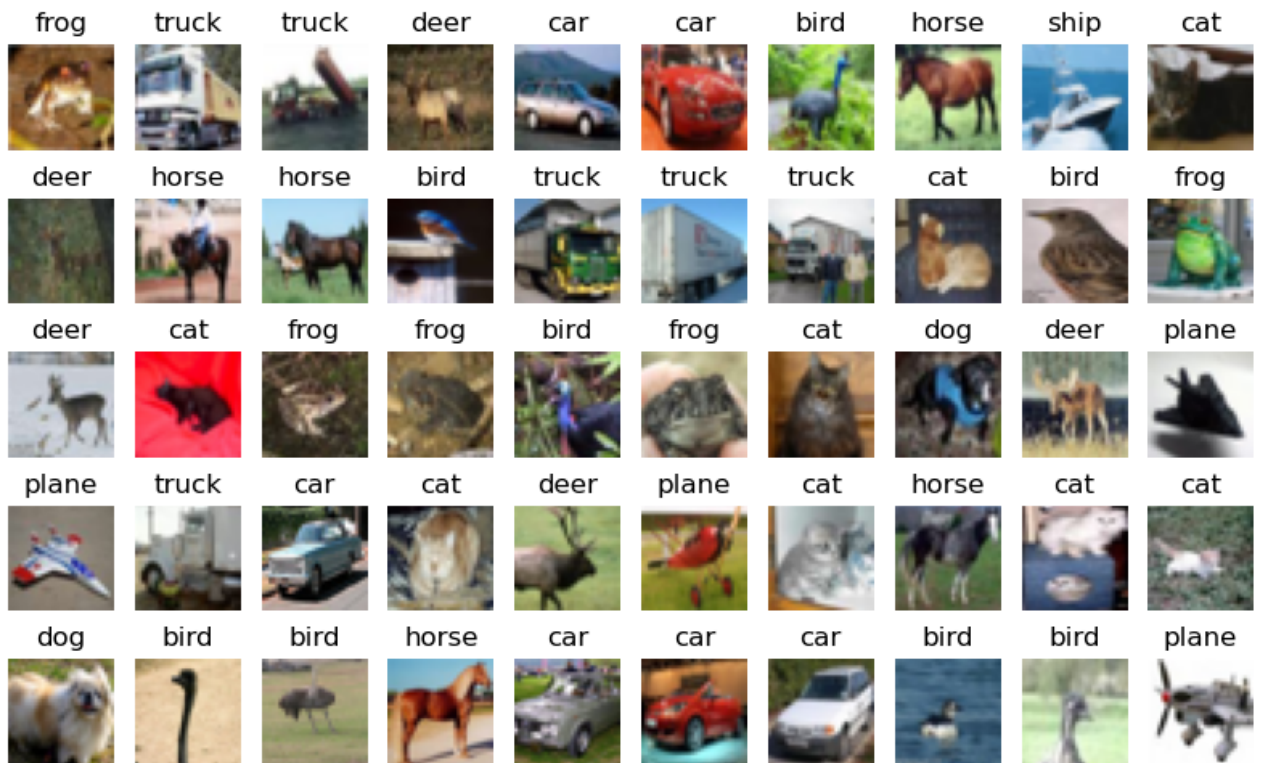 frog truck truck deer car car bird horse ship cat
deer horse horse bird truck truck truck cat bird frog
deer cat frog frog bird frog cat dog deer plane
plane truck car cat deer plane cat horse cat cat
dog bird bird horse car car car bird bird plane